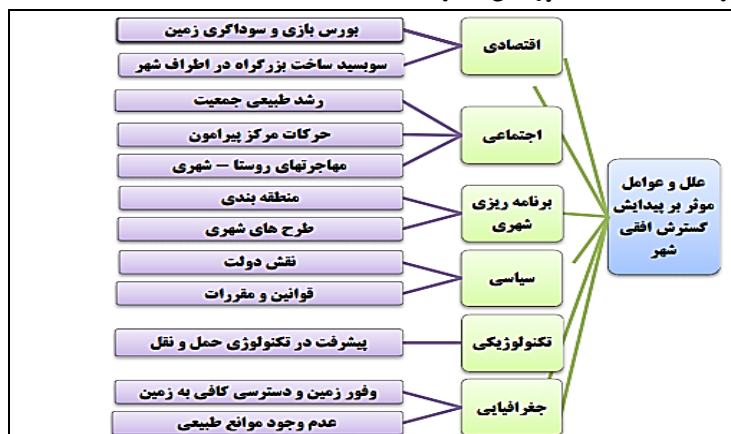 علل و عوامل
موثر بر پیدایش
گسترش افقی
شهر
اقتصادی
بورس بازی و سوداگری زمین
سوبسید ساخت بزرگراه در اطراف شهر
اجتماعی
رشد طبیعی جمعیت
حرکات مرکز پیرامون
مهاجرتهای روستا – شهری
برنامه ریزی
شهری
منطقه بندی
طرح های شهری
سیاسی
نقش دولت
قوانین و مقررات
تکنولوژیکی
پیشرفت در تکنولوژی حمل و نقل
جغرافیایی
وفور زمین و دسترسی کافی به زمین
عدم وجود موانع طبیعی